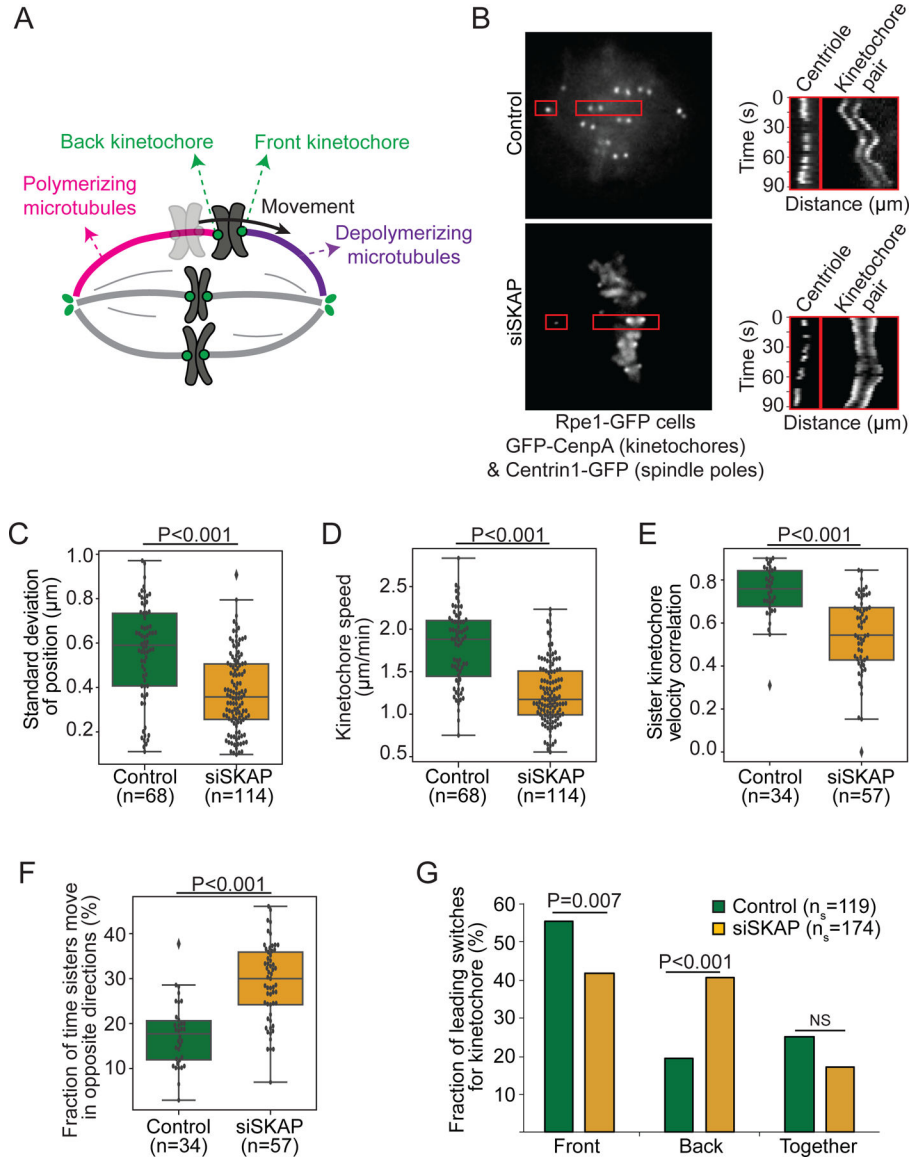 A
Back kinetochore
Front kinetochore
Polymerizing
microtubules
Movement
Depolymerizing
microtubules
B
Control
siSKAP
Rpe1-GFP cells
GFP-CenpA (kinetochores)
& Centrin1-GFP (spindle poles)
Centriole
Kinetochore
pair
Time (s)
0
30
60
90
Distance (µm)
Centriole
Kinetochore
pair
Time (s)
0
30
60
90
Distance (µm)
C
P<0.001
Standard deviation
of position (µm)
1.0
0.8
0.6
0.4
0.2
Control
(n=68)
siSKAP
(n=114)
D
P<0.001
Kinetochore speed
(µm/min)
2.5
2.0
1.5
1.0
0.5
Control
(n=68)
siSKAP
(n=114)
E
P<0.001
Sister kinetochore
velocity correlation
0.8
0.6
0.4
0.2
0.0
Control
(n=34)
siSKAP
(n=57)
F
P<0.001
Fraction of time sisters move
in opposite directions (%)
40
30
20
10
Control
(n=34)
siSKAP
(n=57)
G
Fraction of leading switches
for kinetochore (%)
60
50
40
30
20
10
P=0.007
P<0.001
NS
Control (ns=119)
siSKAP (ns=174)
Front
Back
Together